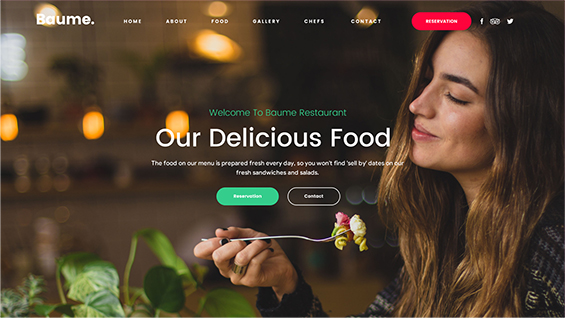 Baume.
HOME ABOUT FOOD GALLERY CHEFS CONTACT RESERVATION
Welcome To Baume Restaurant
Our Delicious Food
The food on our menu is prepared fresh every day, so you won't find 'sell by' dates on our
fresh sandwiches and salads.
Reservation Contact